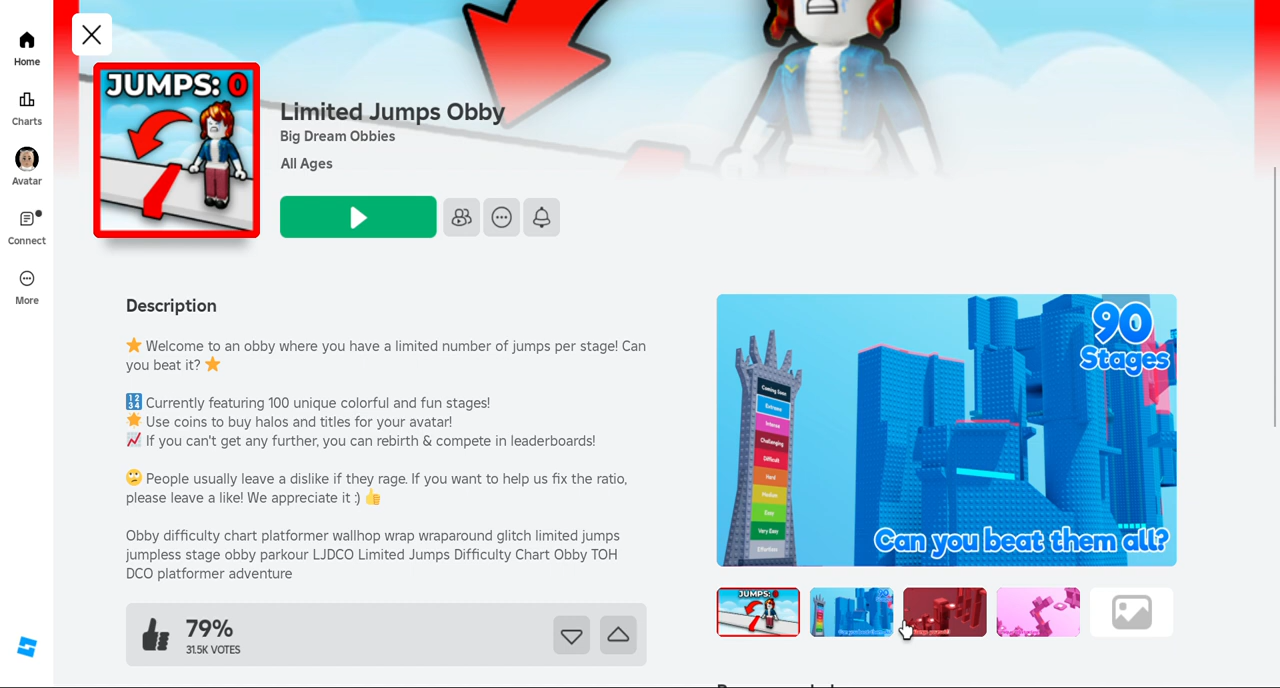 Home
Charts
Avatar
Connect
More
JUMPS: 0
Limited Jumps Obby
Big Dream Obbies
All Ages
Description
⭐ Welcome to an obby where you have a limited number of jumps per stage! Can
you beat it? ⭐
🔢 Currently featuring 100 unique colorful and fun stages!
🌟 Use coins to buy halos and titles for your avatar!
📈 If you can't get any further, you can rebirth & compete in leaderboards!
🙄 People usually leave a dislike if they rage. If you want to help us fix the ratio,
please leave a like! We appreciate it :) 👍
Obby difficulty chart platformer wallhop wrap wraparound glitch limited jumps
jumpless stage obby parkour LJDCO Limited Jumps Difficulty Chart Obby TOH
DCO platformer adventure
79%
31.5K VOTES
90
Stages
Coming Soon
Extreme
Intense
Challenging
Difficult
Hard
Medium
Easy
Very Easy
Effortless
Can you beat them all?
JUMPS: 0